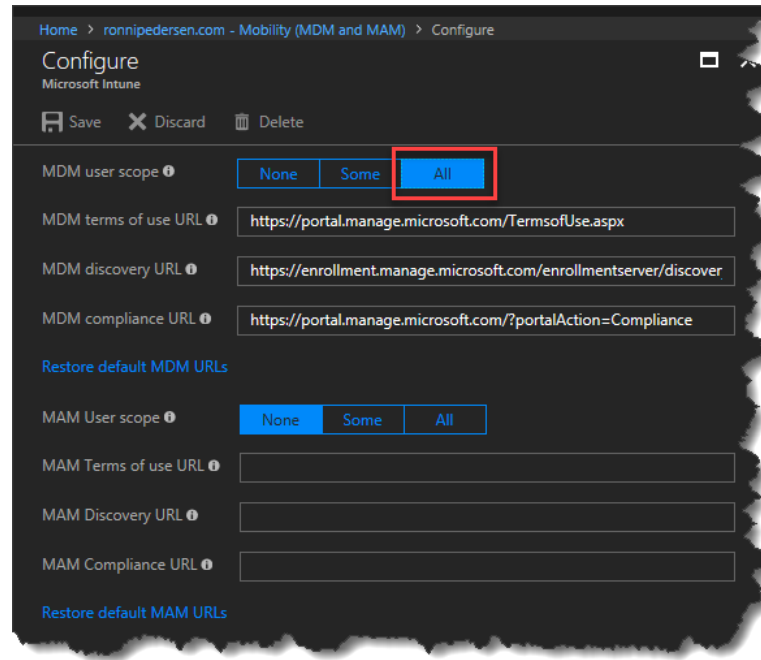 Home > ronnipedersen.com - Mobility (MDM and MAM) > Configure
Configure
Microsoft Intune
Save Discard Delete
MDM user scope None Some All
MDM terms of use URL https://portal.manage.microsoft.com/TermsofUse.aspx
MDM discovery URL https://enrollment.manage.microsoft.com/enrollmentserver/discover
MDM compliance URL https://portal.manage.microsoft.com/?portalAction=Compliance
Restore default MDM URLs
MAM User scope None Some All
MAM Terms of use URL
MAM Discovery URL
MAM Compliance URL
Restore default MAM URLs